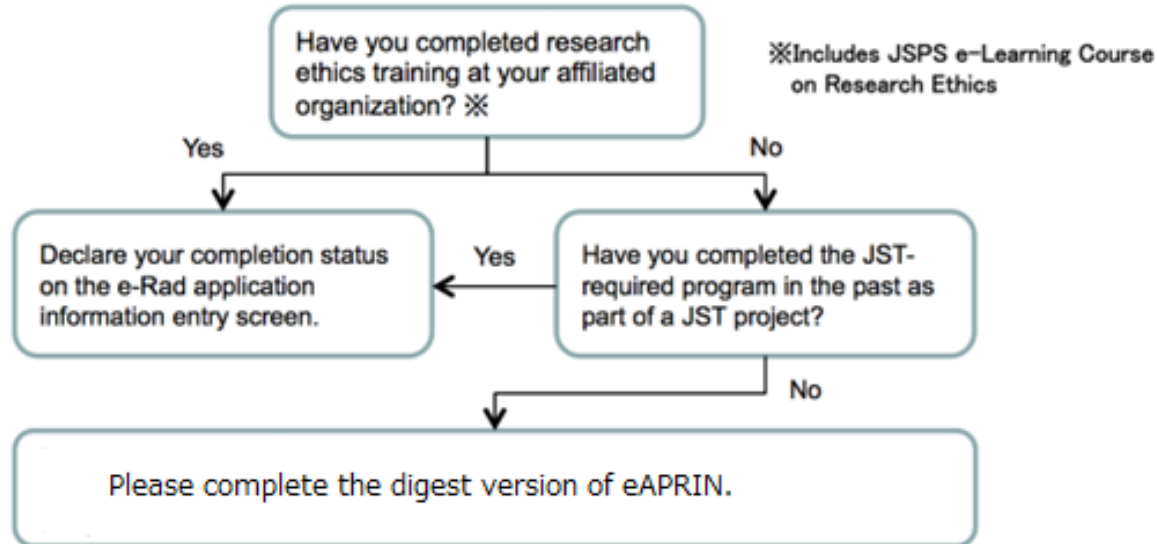 Have you completed research
ethics training at your affiliated
organization? ※
※Includes JSPS e-Learning Course
on Research Ethics
Yes
No
Declare your completion status
on the e-Rad application
information entry screen.
Yes
Have you completed the JST-
required program in the past as
part of a JST project?
No
Please complete the digest version of eAPRIN.